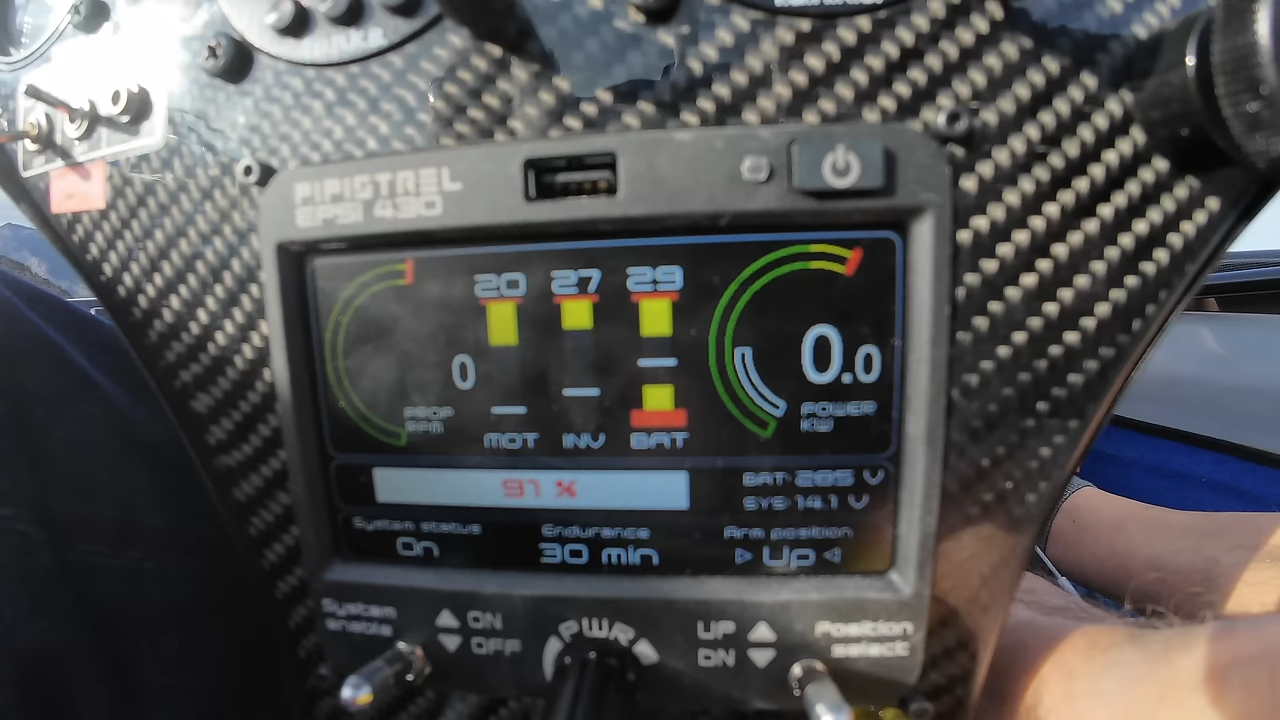 PIPISTREL
EPSI 430
20 27 29
0
PROP
RPM
MOT INV BAT
0.0
POWER
KW
91 %
BAT 285 V
SYS 14.1 V
System status
On
Endurance
30 min
Arm position
Up
System
enable
ON
OFF
PWR
UP
DN
Position
select